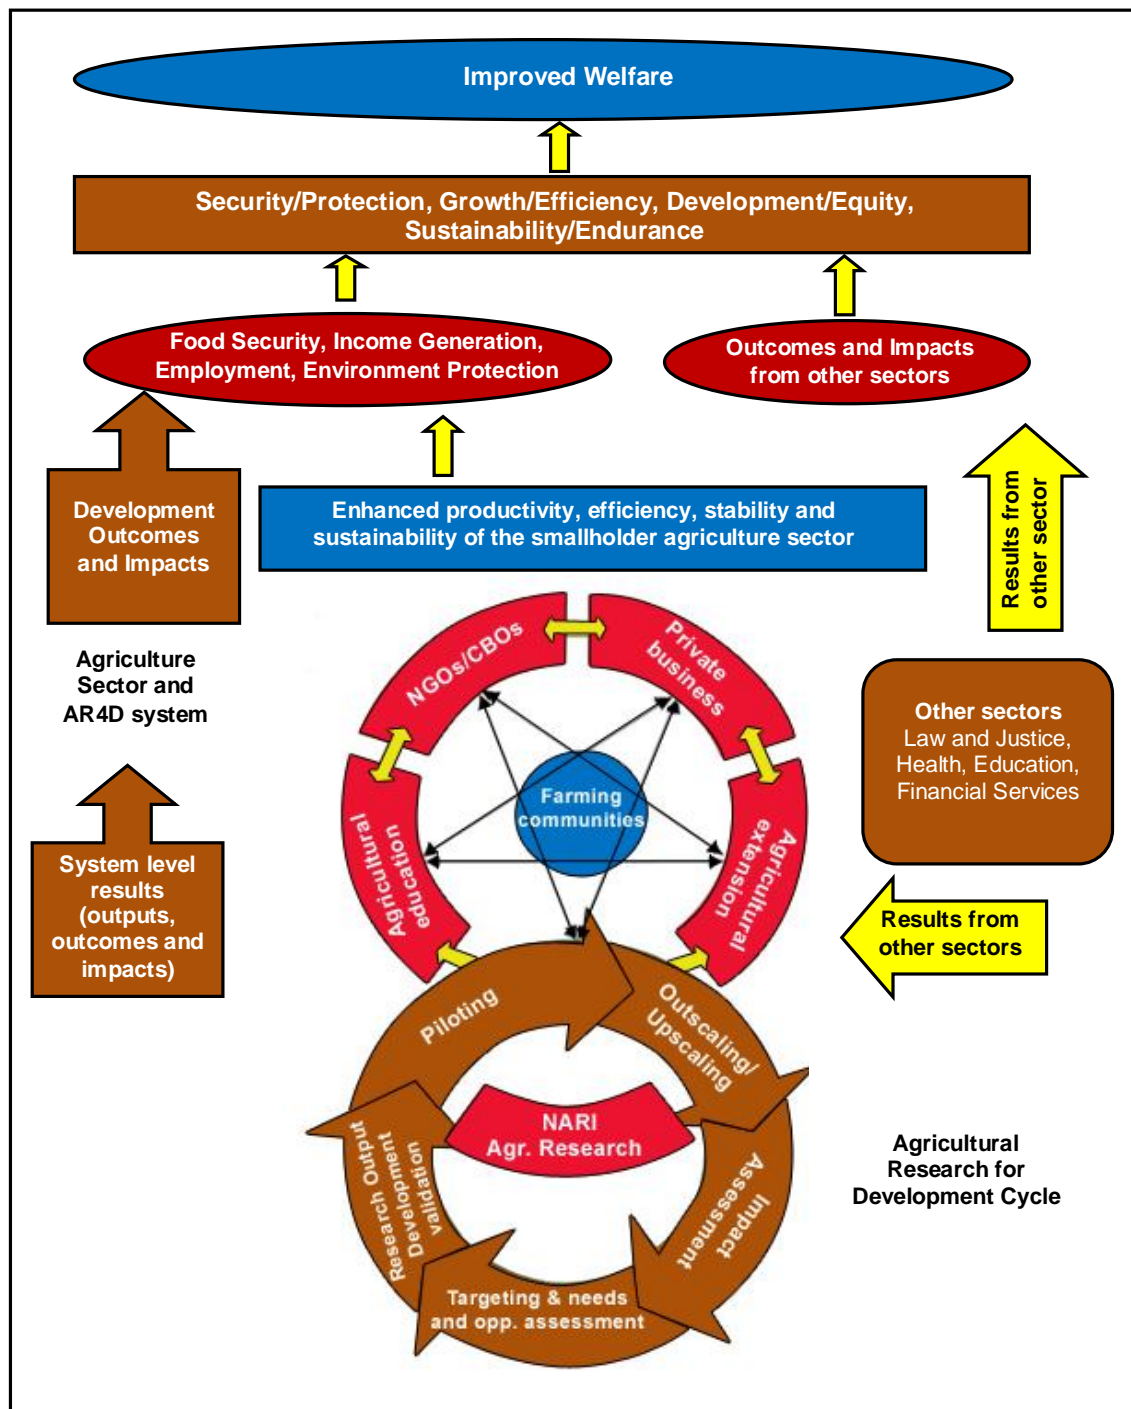 Improved Welfare
Security/Protection, Growth/Efficiency, Development/Equity,
Sustainability/Endurance
Food Security, Income Generation,
Employment, Environment Protection
Outcomes and Impacts
from other sectors
Development
Outcomes
and Impacts
Enhanced productivity, efficiency, stability and
sustainability of the smallholder agriculture sector
Results from
other sector
Agriculture
Sector and
AR4D system
NGOs/CBOs
Private
business
Other sectors
Law and Justice,
Health, Education,
Financial Services
Farming
communities
Agricultural
education
Agricultural
extension
System level
results
(outputs,
outcomes and
impacts)
Results from
other sectors
Piloting
Outscaling/
Upscaling
NARI
Agr. Research
Research Output
Development
validation
Impact
Assessment
Agricultural
Research for
Development Cycle
Targeting & needs
and opp. assessment